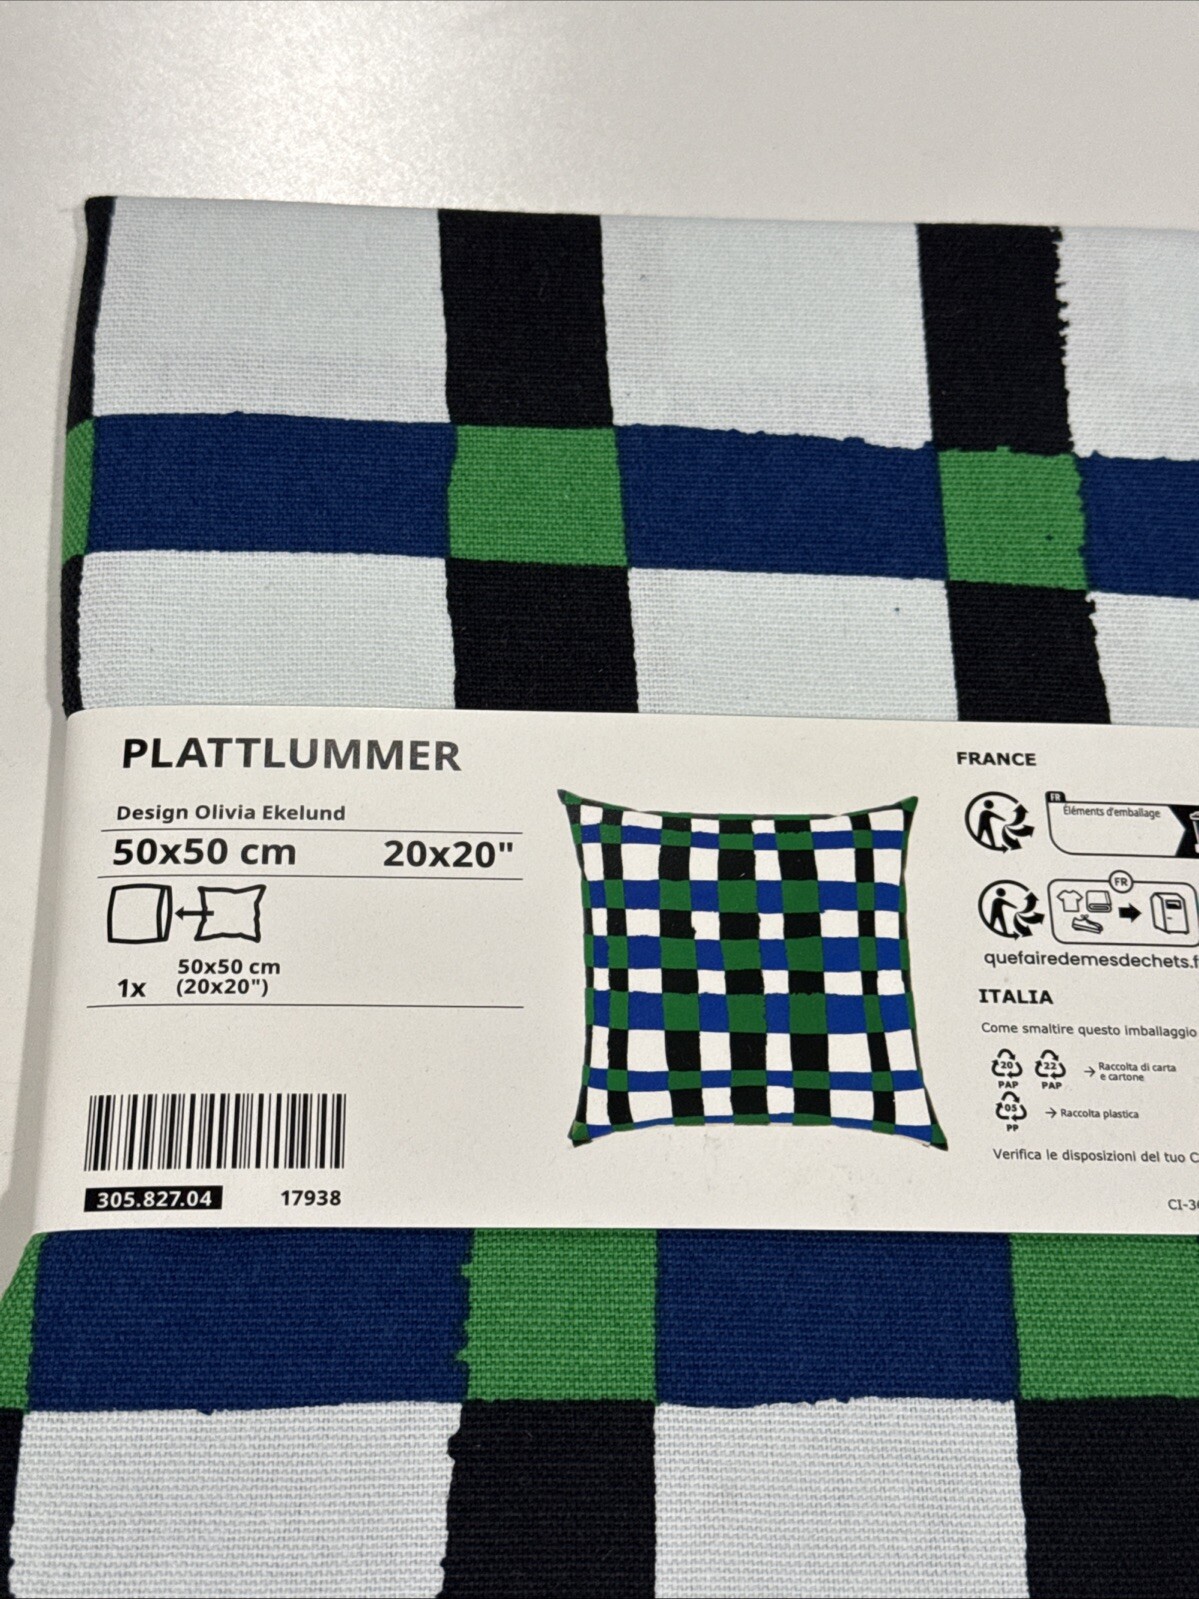 PLATTLUMMER
Design Olivia Ekelund
50x50 cm 20x20"
1x 50x50 cm
(20x20")
305.827.04 17938
FRANCE
FR
Éléments d'emballage
FR
quefairedemesdechets.f
ITALIA
Come smaltire questo imballaggio
20 PAP 22 PAP → Raccolta di carta
e cartone
05 PP → Raccolta plastica
Verifica le disposizioni del tuo C